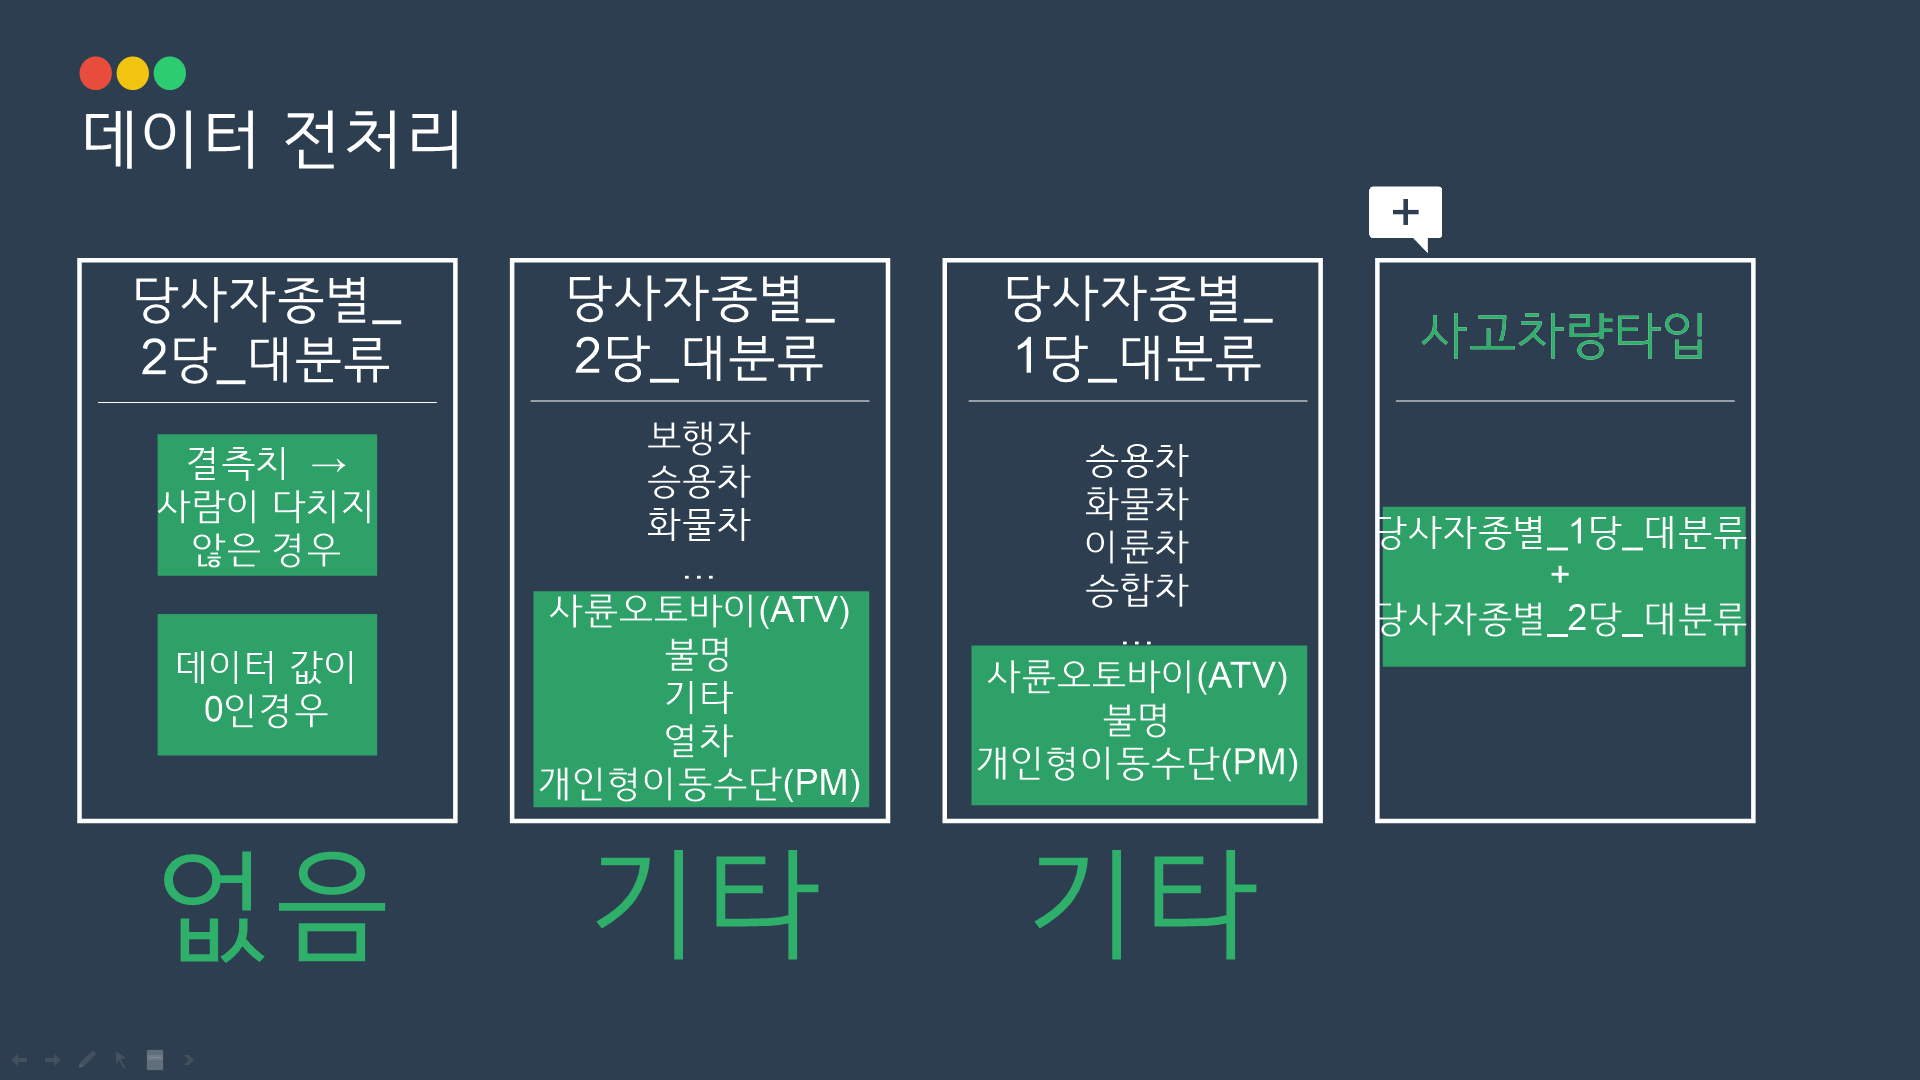 데이터 전처리
+
당사자종별_
2당_대분류
결측치 →
사람이 다치지
않은 경우
데이터 값이
0인경우
없음
당사자종별_
2당_대분류
보행자
승용차
화물차
…
사륜오토바이(ATV)
불명
기타
열차
개인형이동수단(PM)
기타
당사자종별_
1당_대분류
승용차
화물차
이륜차
승합차
…
사륜오토바이(ATV)
불명
개인형이동수단(PM)
기타
사고차량타입
당사자종별_1당_대분류
+
당사자종별_2당_대분류